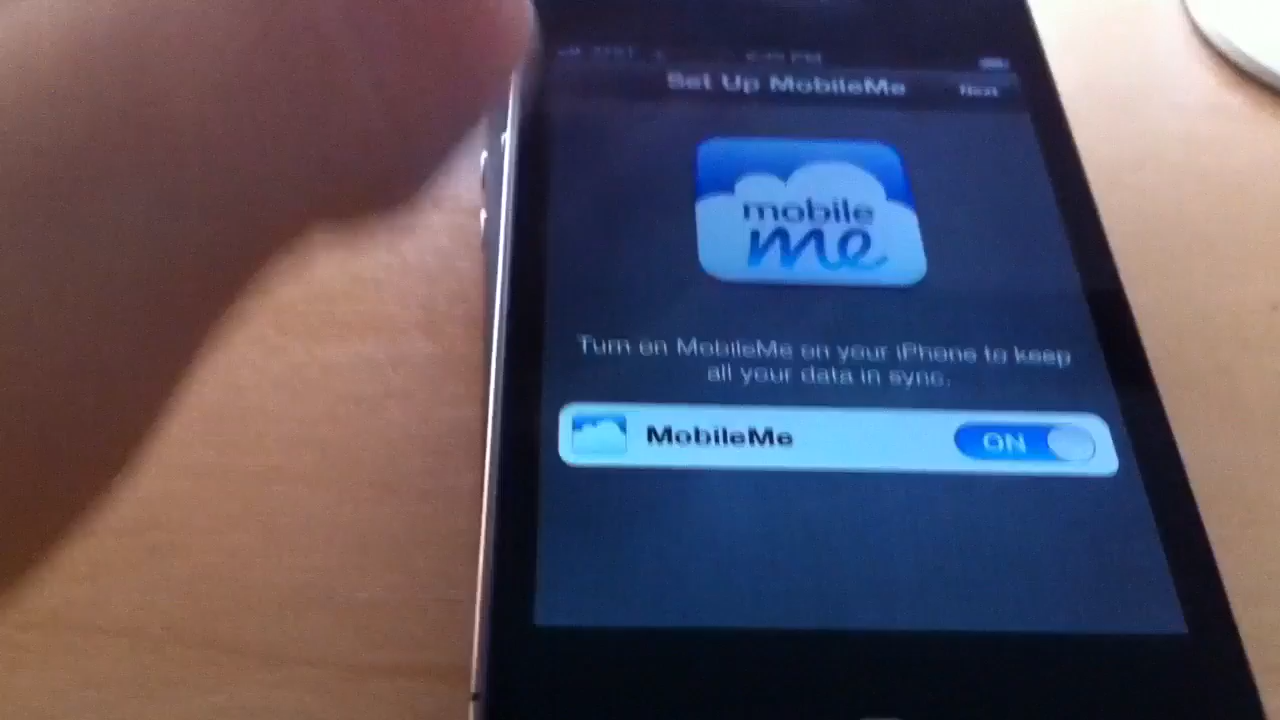 Set Up MobileMe Next
mobile
me
Turn on MobileMe on your iPhone to keep
all your data in sync.
MobileMe ON